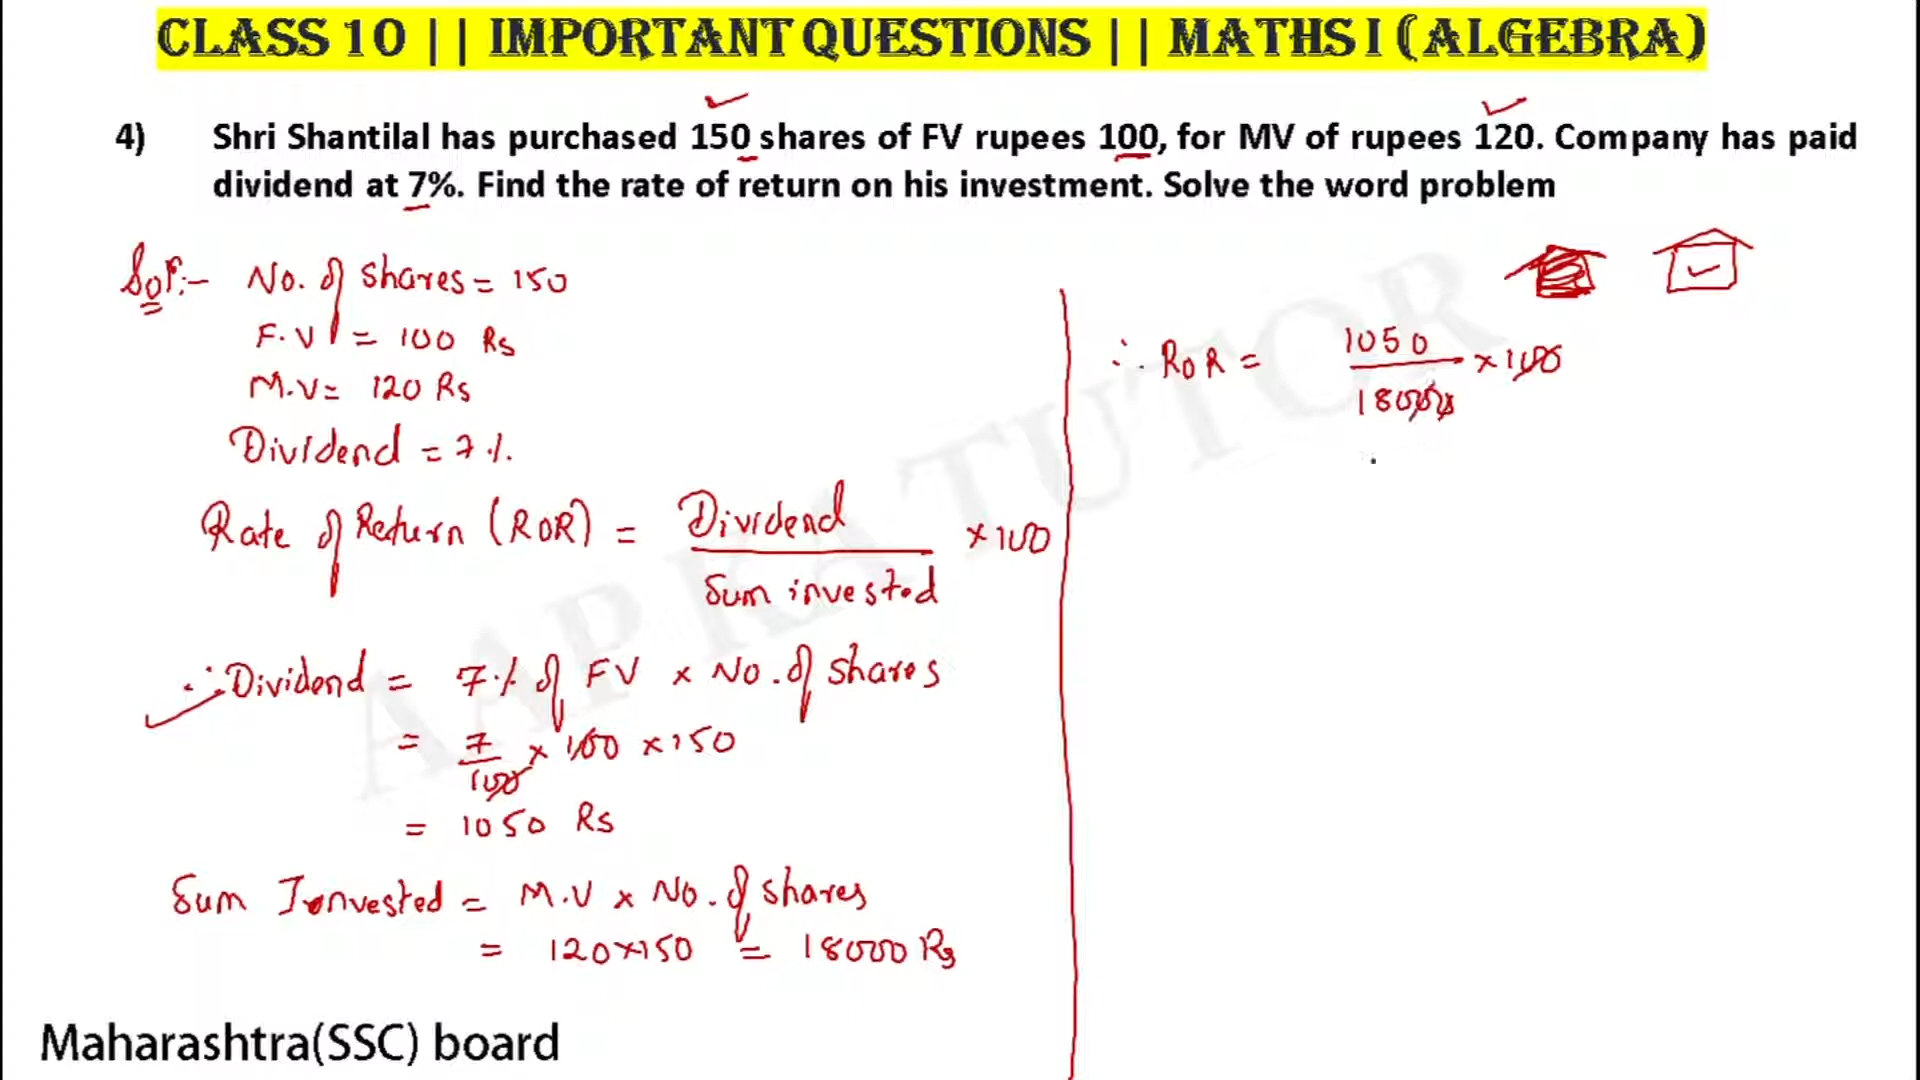 CLASS 10 || IMPORTANT QUESTIONS || MATHS I (ALGEBRA)
4) Shri Shantilal has purchased 150 shares of FV rupees 100, for MV of rupees 120. Company has paid
dividend at 7%. Find the rate of return on his investment. Solve the word problem
Sol:- No. of shares = 150
F.V = 100 Rs
M.V = 120 Rs
Dividend = 7%.
Rate of Return (ROR) = Dividend / Sum invested × 100
∴ Dividend = 7% of FV × No. of shares
= 7/100 × 100 × 150
= 1050 Rs
Sum Invested = M.V × No. of shares
= 120×150 = 18000 Rs
∴ ROR = 1050/18000 × 100
AAPKA TUTOR
Maharashtra(SSC) board